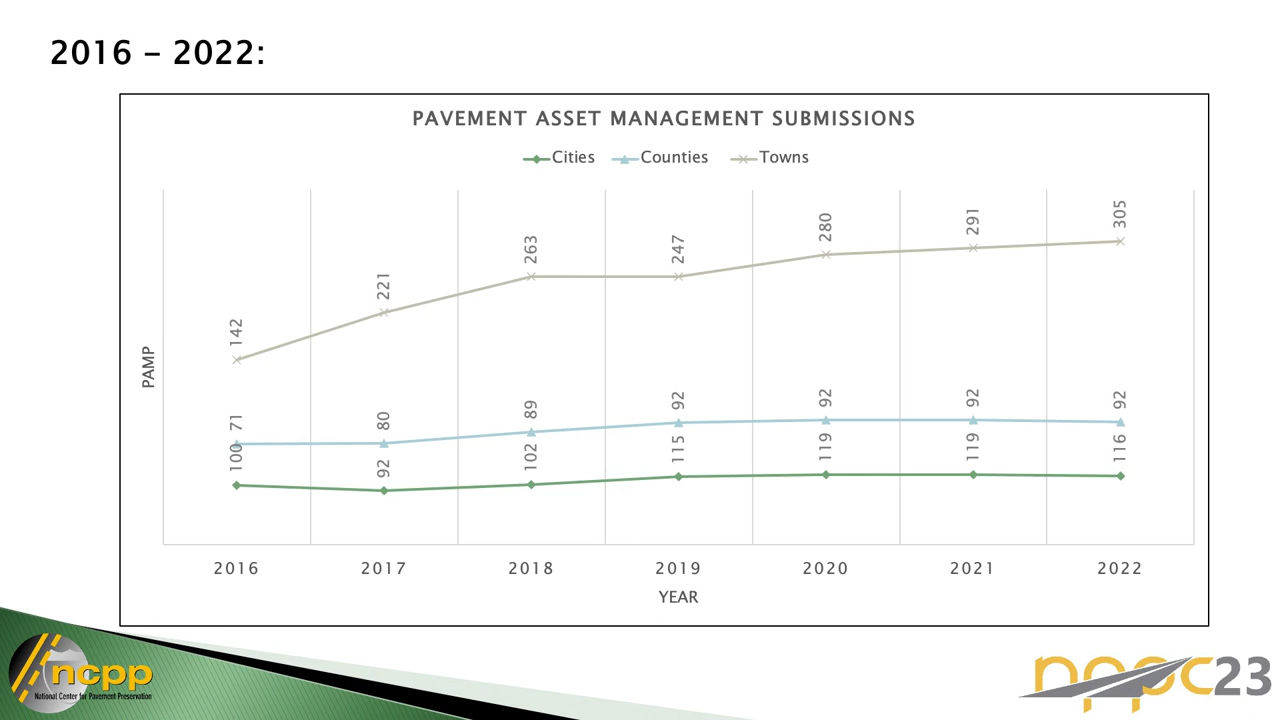 2016 – 2022:
PAVEMENT ASSET MANAGEMENT SUBMISSIONS
Cities Counties Towns
142 221 263 247 280 291 305
71 80 89 92 92 92 92
100 92 102 115 119 119 116
PAMP
2016 2017 2018 2019 2020 2021 2022
YEAR
ncpp
National Center for Pavement Preservation
nppc23